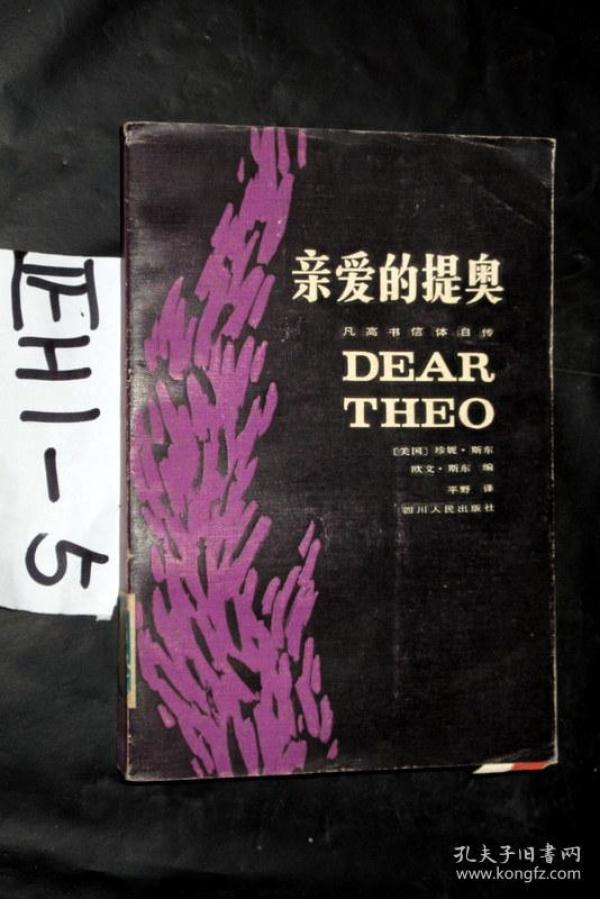 亲爱的提奥
凡高书信体自传
DEAR
THEO
[美国] 珍妮·斯东
欧文·斯东 编
平野 译
四川人民出版社
EH1-5
孔夫子旧书网
www.kongfz.com